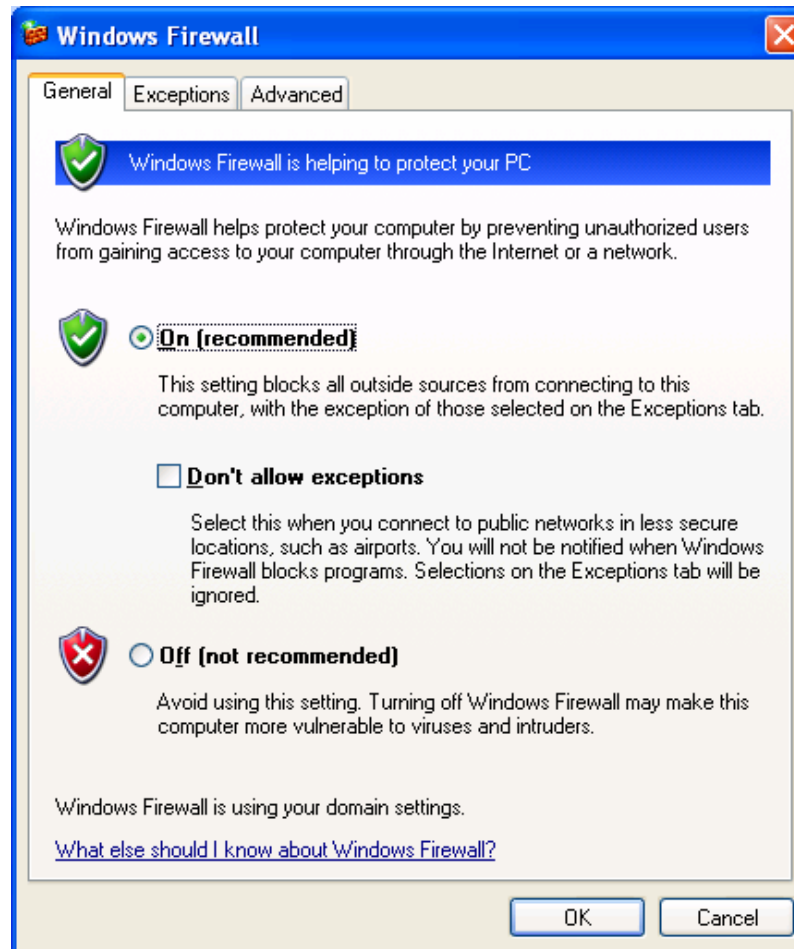 Windows Firewall
General Exceptions Advanced
Windows Firewall is helping to protect your PC
Windows Firewall helps protect your computer by preventing unauthorized users
from gaining access to your computer through the Internet or a network.
On (recommended)
This setting blocks all outside sources from connecting to this
computer, with the exception of those selected on the Exceptions tab.
Don't allow exceptions
Select this when you connect to public networks in less secure
locations, such as airports. You will not be notified when Windows
Firewall blocks programs. Selections on the Exceptions tab will be
ignored.
Off (not recommended)
Avoid using this setting. Turning off Windows Firewall may make this
computer more vulnerable to viruses and intruders.
Windows Firewall is using your domain settings.
What else should I know about Windows Firewall?
OK Cancel